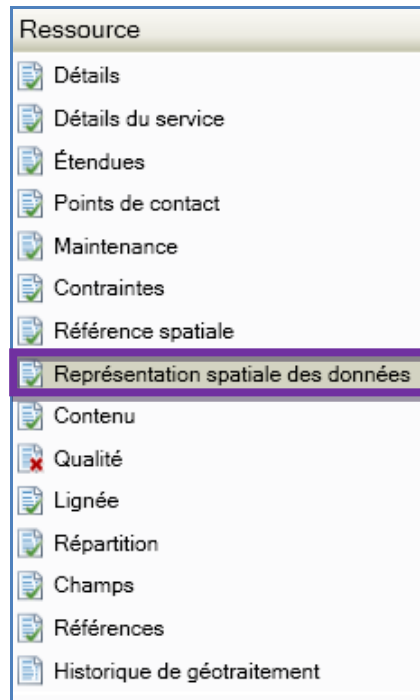 Ressource
Détails
Détails du service
Étendues
Points de contact
Maintenance
Contraintes
Référence spatiale
Représentation spatiale des données
Contenu
Qualité
Lignée
Répartition
Champs
Références
Historique de géotraitement